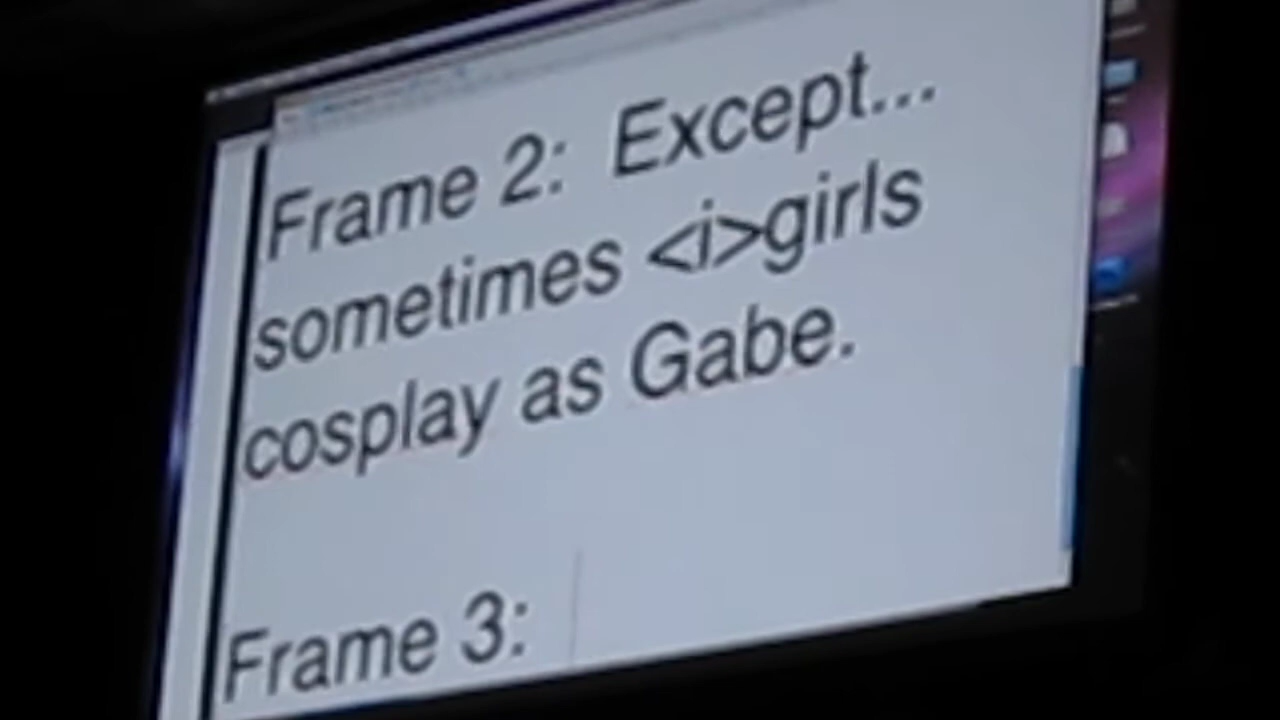 Frame 2:  Except...
sometimes <i>girls
cosplay as Gabe.
Frame 3: